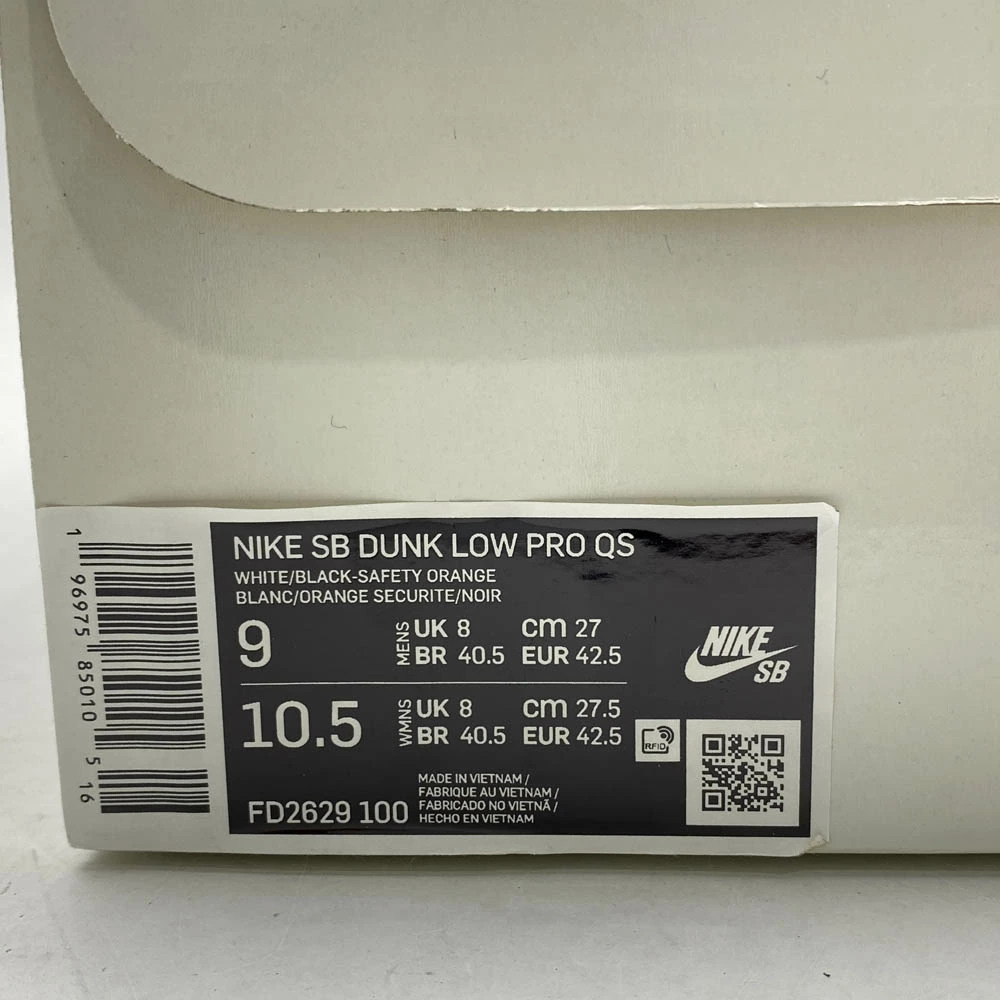 1 96975 85010 5 16
NIKE SB DUNK LOW PRO QS
WHITE/BLACK-SAFETY ORANGE
BLANC/ORANGE SECURITE/NOIR
9 MENS UK 8 cm 27
BR 40.5 EUR 42.5
10.5 WMNS UK 8 cm 27.5
BR 40.5 EUR 42.5
NIKE
SB
RFID
FD2629 100
MADE IN VIETNAM /
FABRIQUE AU VIETNAM /
FABRICADO NO VIETNÃ /
HECHO EN VIETNAM